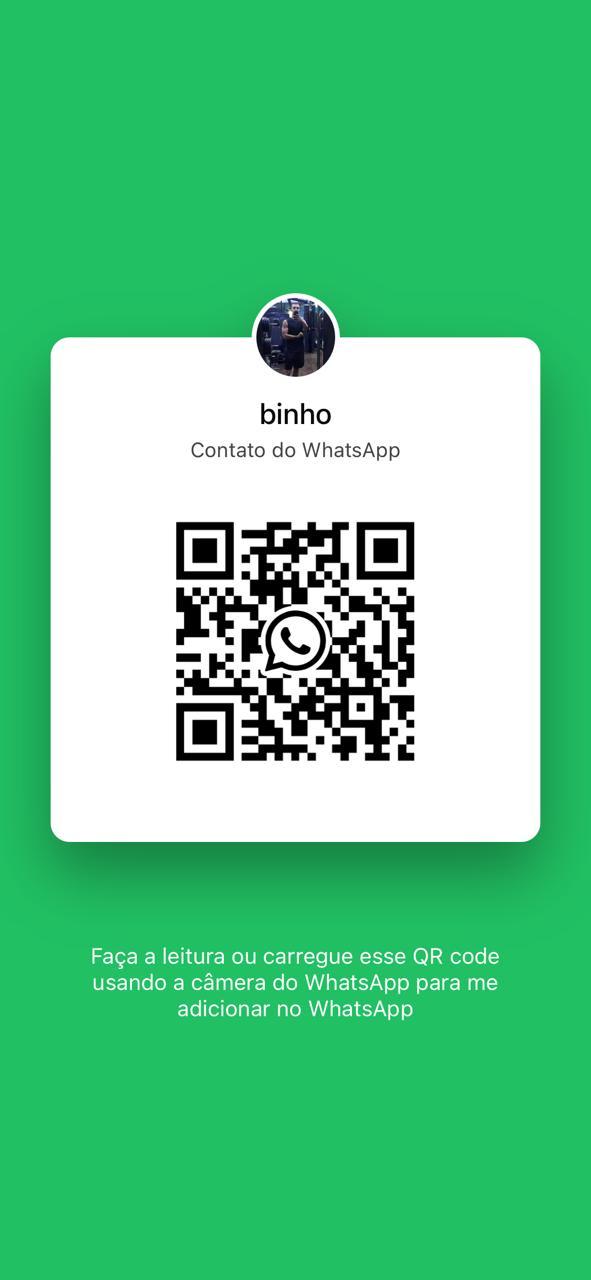 binho
Contato do WhatsApp
Faça a leitura ou carregue esse QR code
usando a câmera do WhatsApp para me
adicionar no WhatsApp